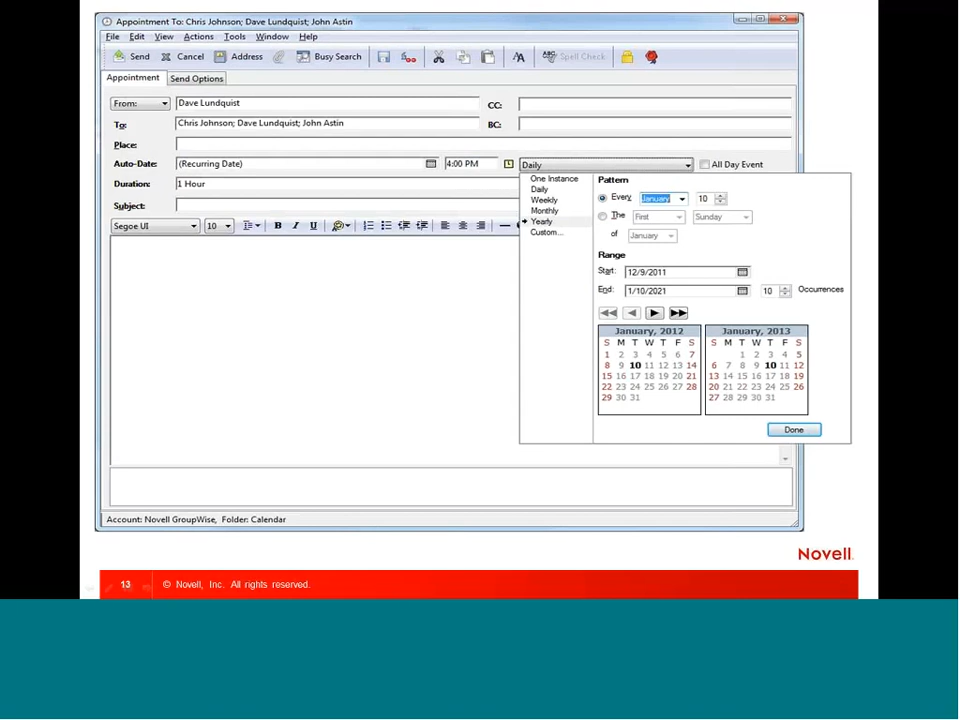 Appointment To: Chris Johnson; Dave Lundquist; John Astin
File Edit View Actions Tools Window Help
Send Cancel Address Busy Search ABC Spell Check
Appointment Send Options
From: Dave Lundquist CC:
To: Chris Johnson; Dave Lundquist; John Astin BC:
Place:
Auto-Date: (Recurring Date) 4:00 PM Daily All Day Event
Duration: 1 Hour
Subject:
Segoe UI 10 B I U
One Instance
Daily
Weekly
Monthly
Yearly
Custom...
Pattern
Every January 10
The First Sunday
of January
Range
Start: 12/9/2011
End: 1/10/2021 10 Occurrences
January, 2012
S M T W T F S
1 2 3 4 5 6 7
8 9 10 11 12 13 14
15 16 17 18 19 20 21
22 23 24 25 26 27 28
29 30 31
January, 2013
S M T W T F S
1 2 3 4 5
6 7 8 9 10 11 12
13 14 15 16 17 18 19
20 21 22 23 24 25 26
27 28 29 30 31
Done
Account: Novell GroupWise, Folder: Calendar
Novell.
13 © Novell, Inc. All rights reserved.